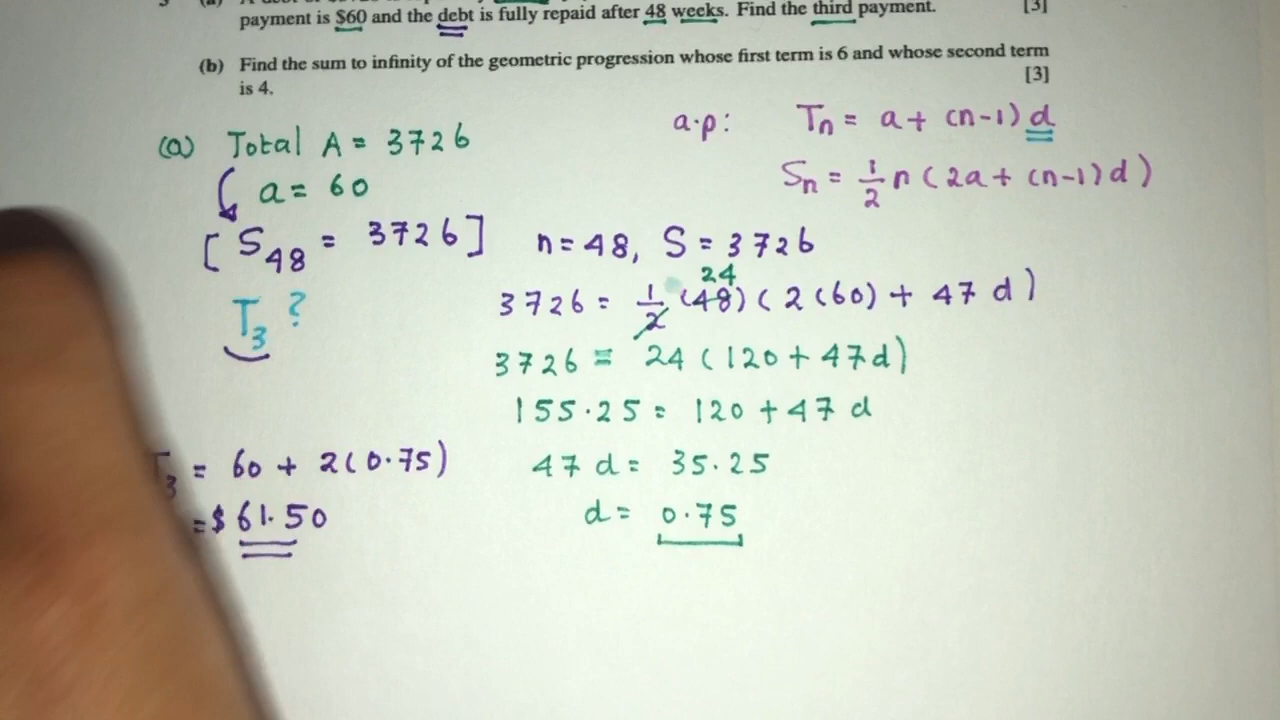 payment is $60 and the debt is fully repaid after 48 weeks. Find the third payment. [3]
(b) Find the sum to infinity of the geometric progression whose first term is 6 and whose second term
is 4. [3]
(a) Total A = 3726
a = 60
[ S48 = 3726 ]
T3 ?
T3 = 60 + 2(0.75)
= $ 61.50
a.p: Tn = a + (n-1) d
Sn = 1/2 n (2a + (n-1) d )
n = 48, S = 3726
24
3726 = 1/2 (48) ( 2 (60) + 47 d )
3726 = 24 (120 + 47d)
155.25 = 120 + 47 d
47 d = 35.25
d = 0.75